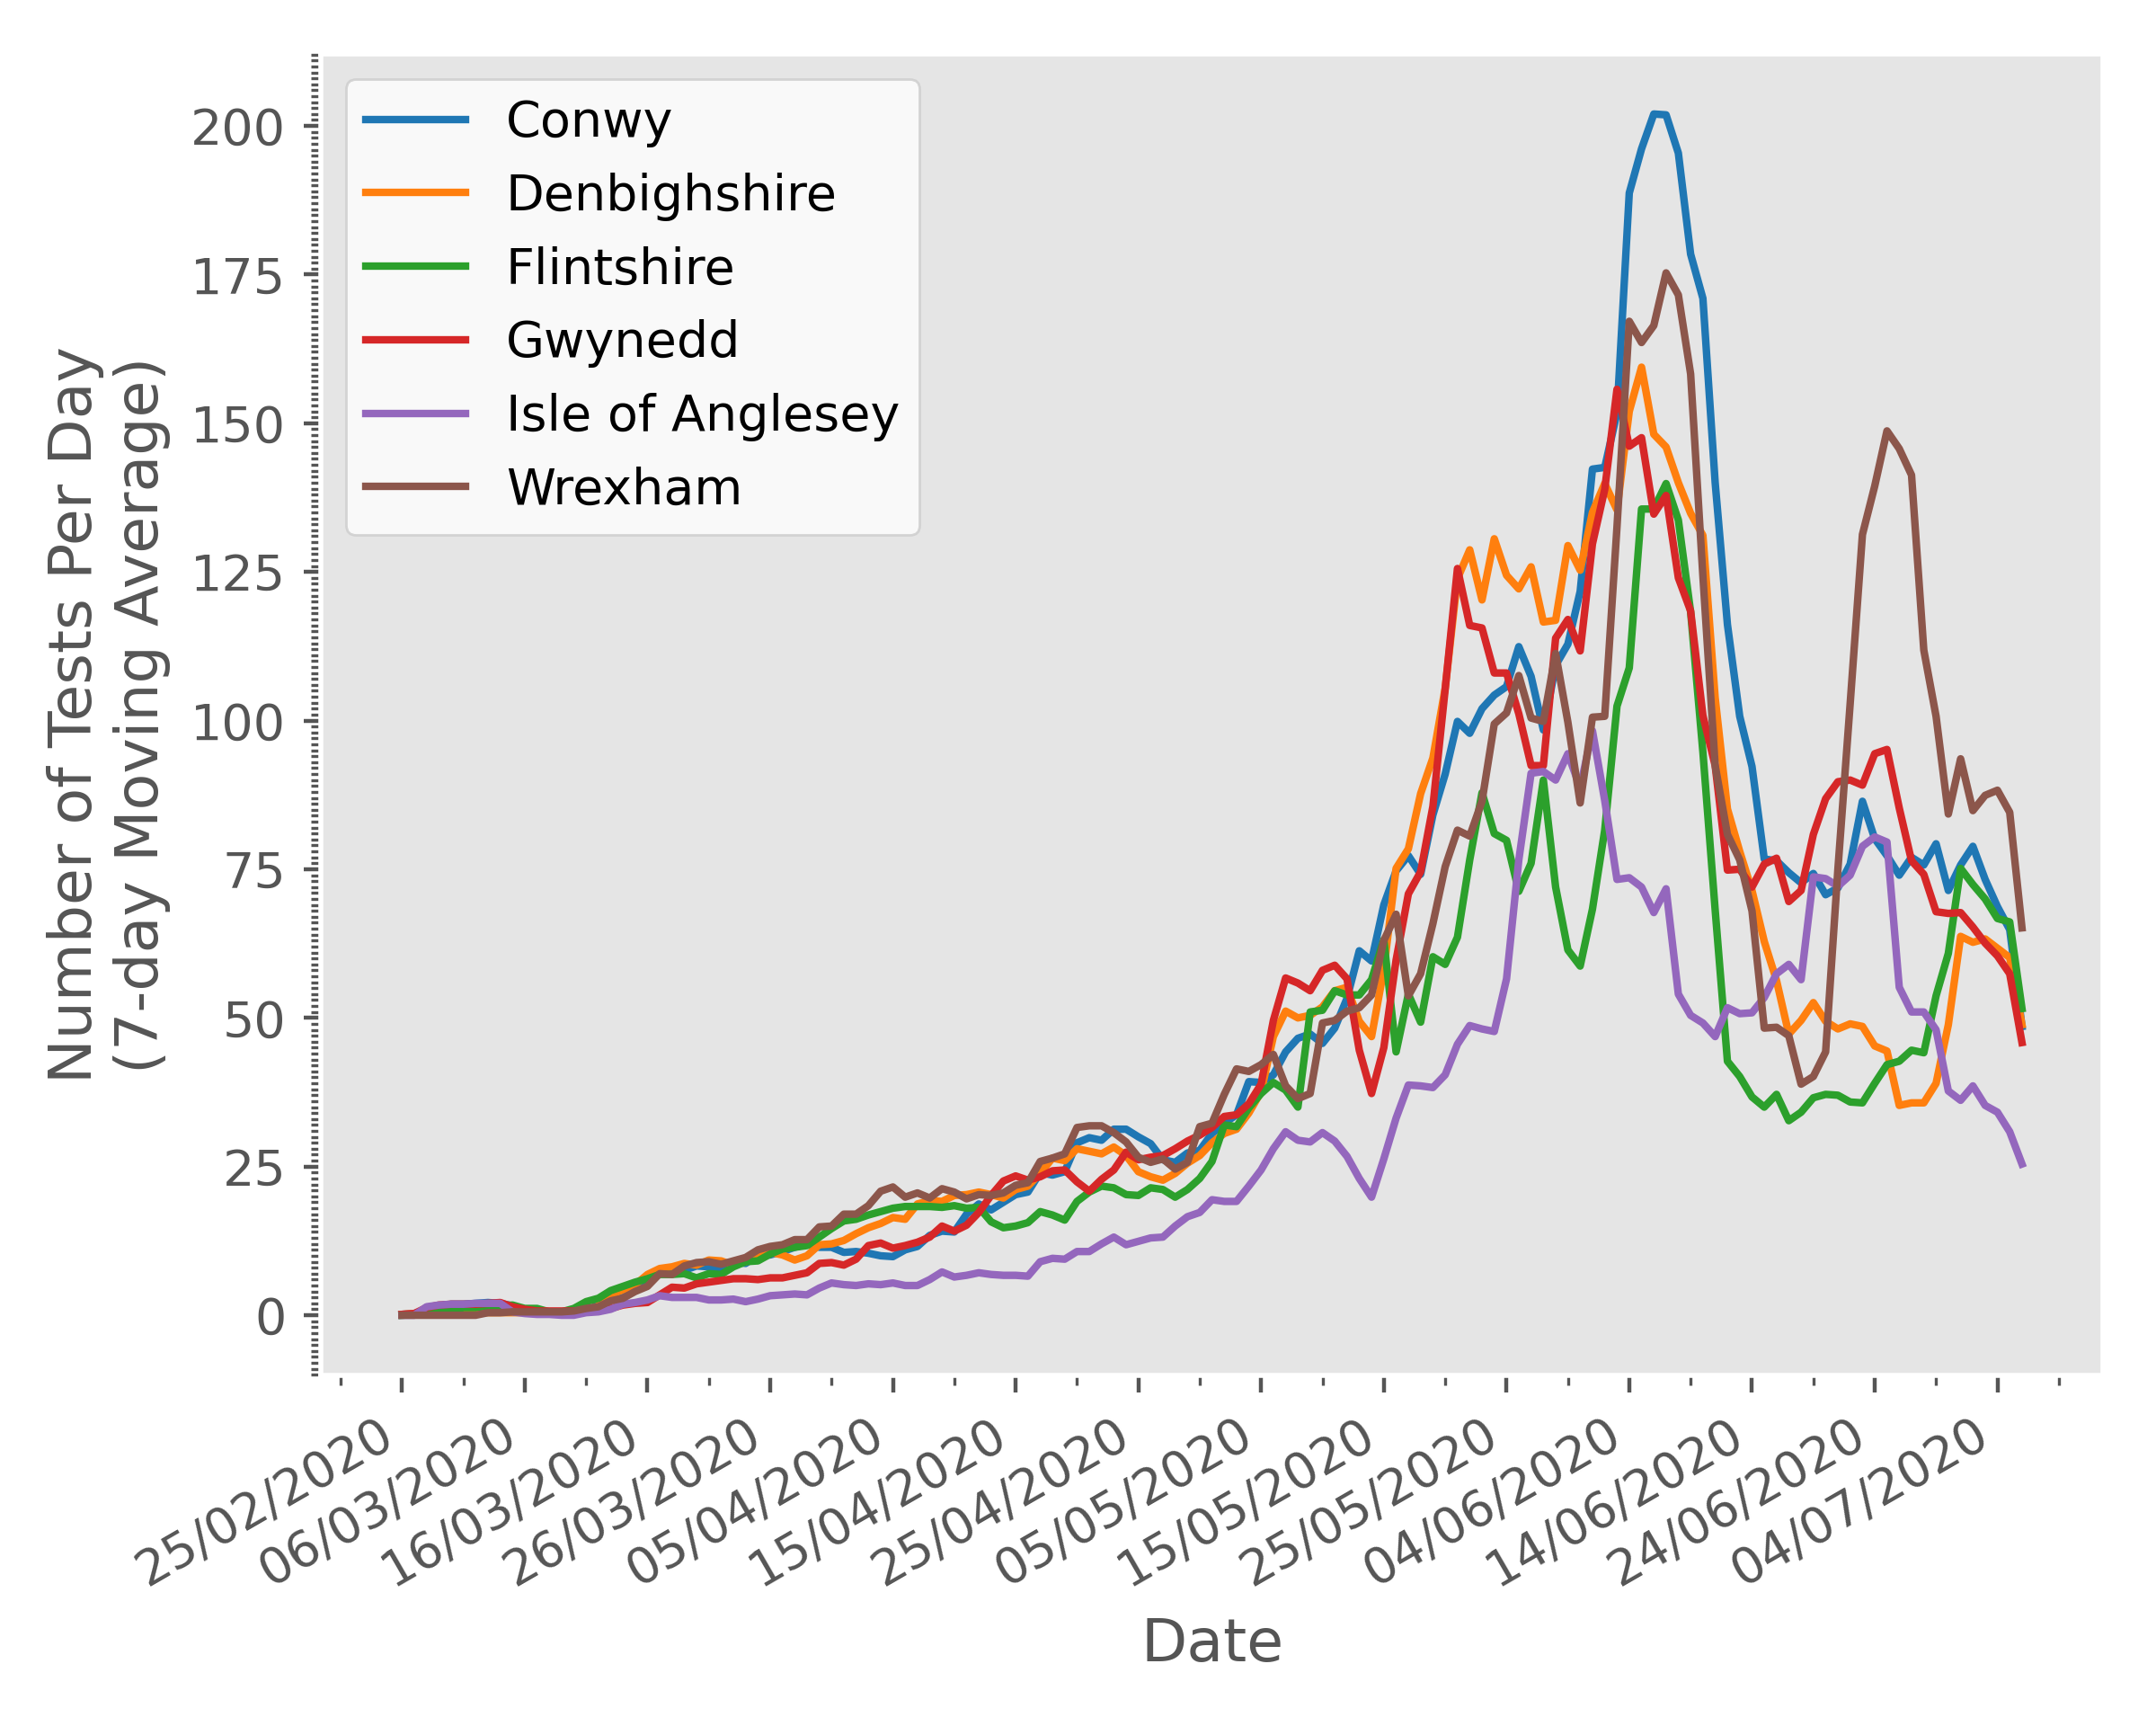 Number of Tests Per Day
(7-day Moving Average)
200
175
150
125
100
75
50
25
0
Conwy
Denbighshire
Flintshire
Gwynedd
Isle of Anglesey
Wrexham
25/02/2020
06/03/2020
16/03/2020
26/03/2020
05/04/2020
15/04/2020
25/04/2020
05/05/2020
15/05/2020
25/05/2020
04/06/2020
14/06/2020
24/06/2020
04/07/2020
Date